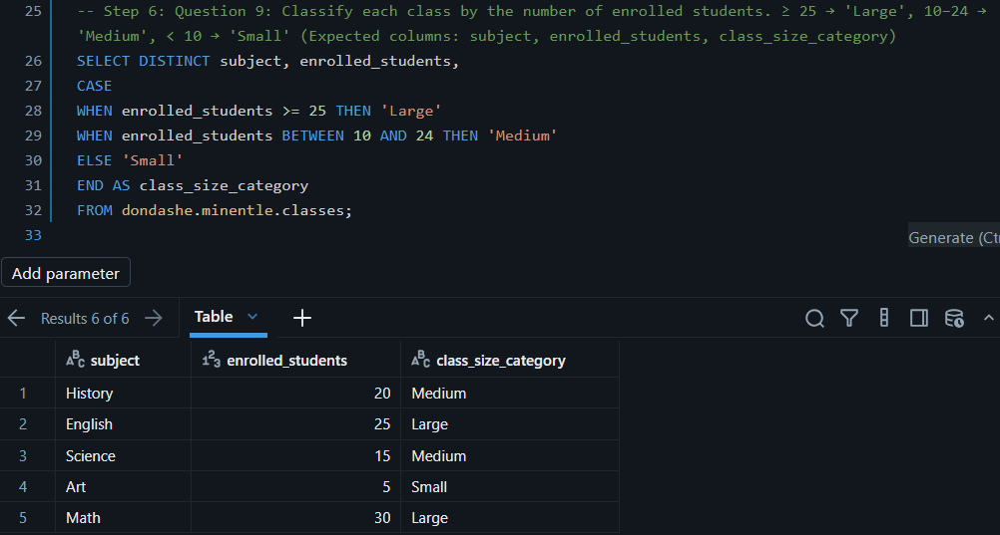 25 -- Step 6: Question 9: Classify each class by the number of enrolled students. ≥ 25 → 'Large', 10–24 →
'Medium', < 10 → 'Small' (Expected columns: subject, enrolled_students, class_size_category)
26 SELECT DISTINCT subject, enrolled_students,
27 CASE
28 WHEN enrolled_students >= 25 THEN 'Large'
29 WHEN enrolled_students BETWEEN 10 AND 24 THEN 'Medium'
30 ELSE 'Small'
31 END AS class_size_category
32 FROM dondashe.minentle.classes;
33
Generate (Ct
Add parameter
Results 6 of 6 Table
subject enrolled_students class_size_category
1 History 20 Medium
2 English 25 Large
3 Science 15 Medium
4 Art 5 Small
5 Math 30 Large